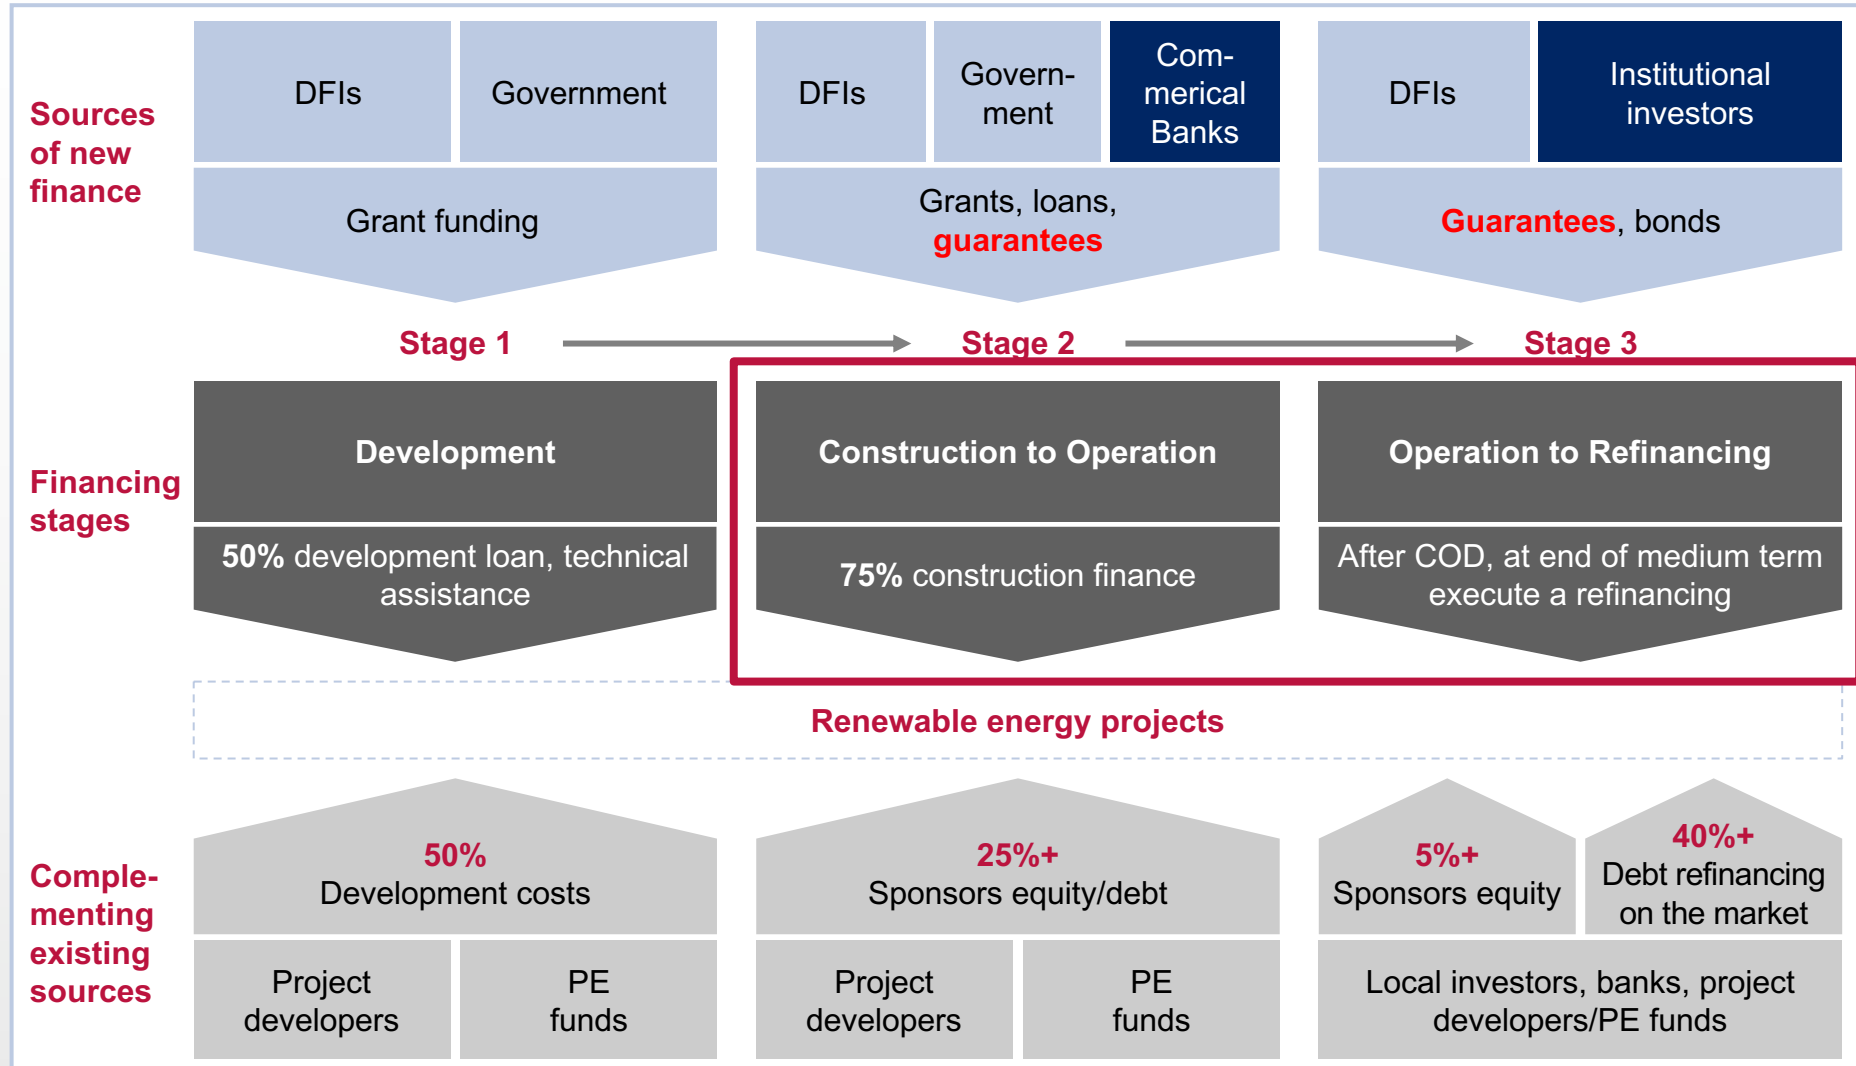 Sources
of new
finance
DFIs
Government
DFIs
Govern-
ment
Com-
merical
Banks
DFIs
Institutional
investors
Grant funding
Grants, loans,
guarantees
Guarantees, bonds
Stage 1
Stage 2
Stage 3
Financing
stages
Development
Construction to Operation
Operation to Refinancing
50% development loan, technical
assistance
75% construction finance
After COD, at end of medium term
execute a refinancing
Renewable energy projects
Comple-
menting
existing
sources
50%
Development costs
25%+
Sponsors equity/debt
5%+
Sponsors equity
40%+
Debt refinancing
on the market
Project
developers
PE
funds
Project
developers
PE
funds
Local investors, banks, project
developers/PE funds